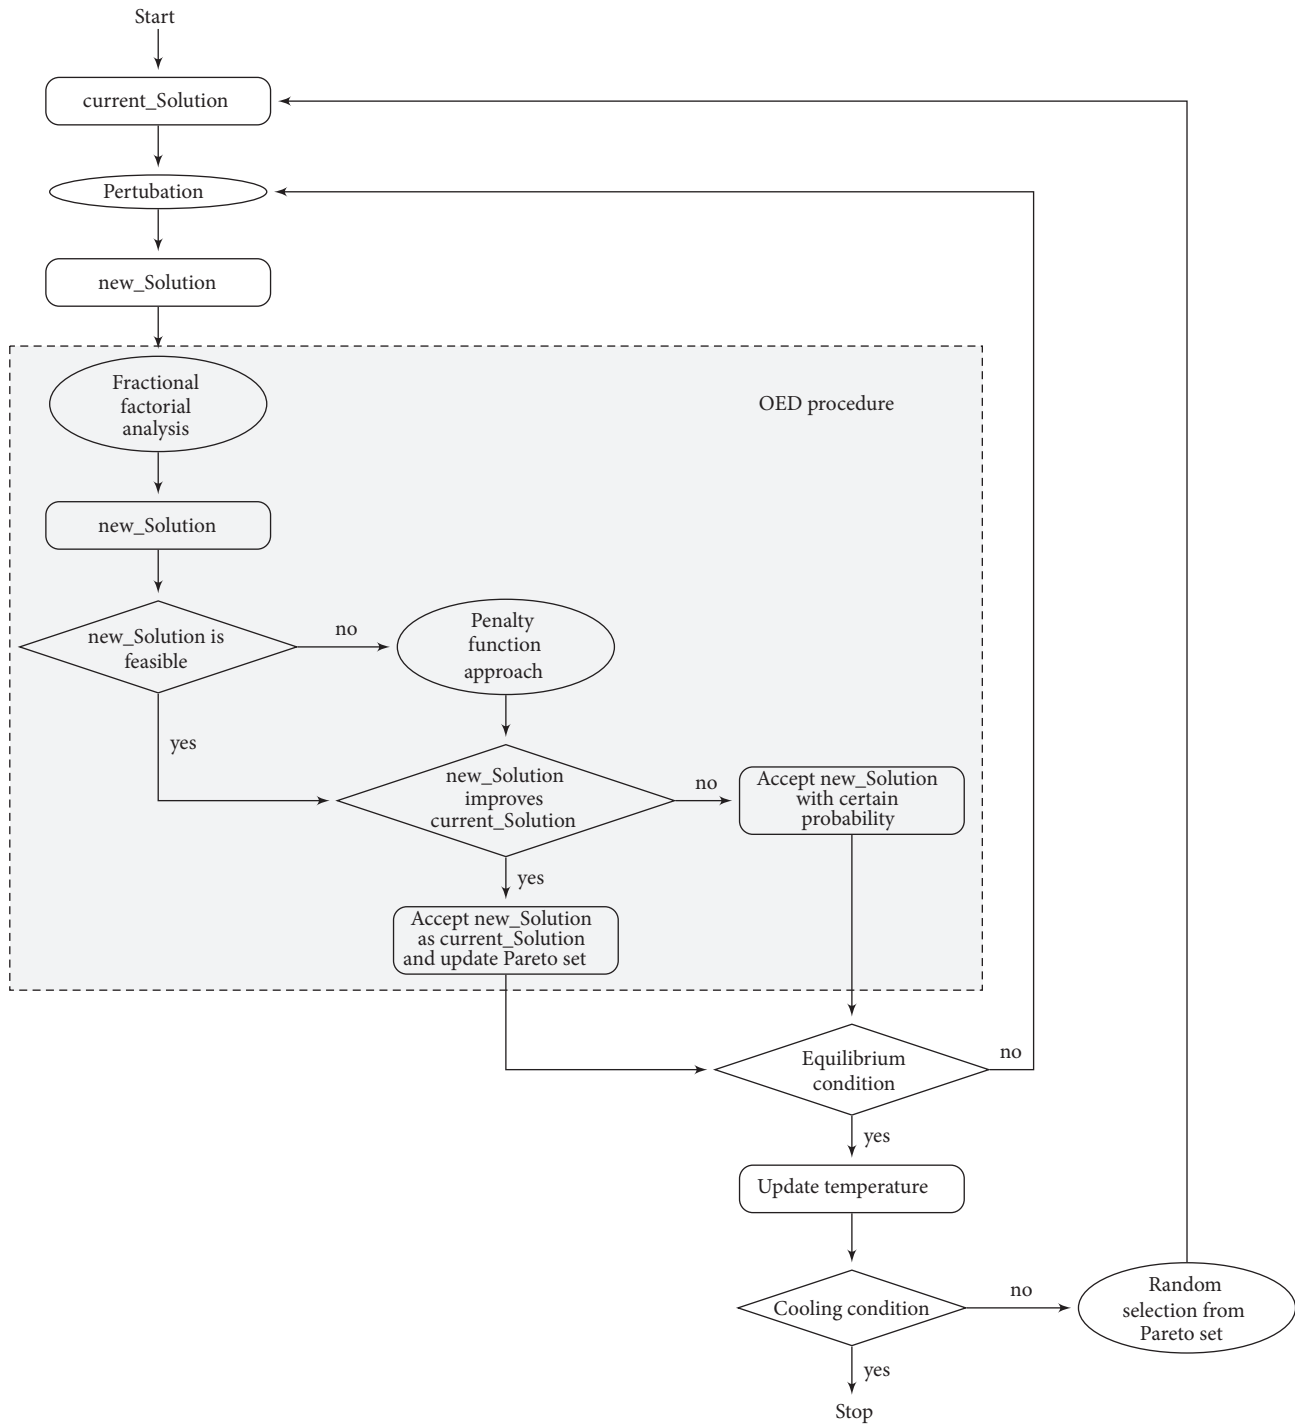 Start
current_Solution
Pertubation
new_Solution
Fractional
factorial
analysis
OED procedure
new_Solution
new_Solution is
feasible
no
Penalty
function
approach
yes
new_Solution
improves
current_Solution
no
Accept new_Solution
with certain
probability
yes
Accept new_Solution
as current_Solution
and update Pareto set
Equilibrium
condition
no
yes
Update temperature
Cooling condition
no
Random
selection from
Pareto set
yes
Stop